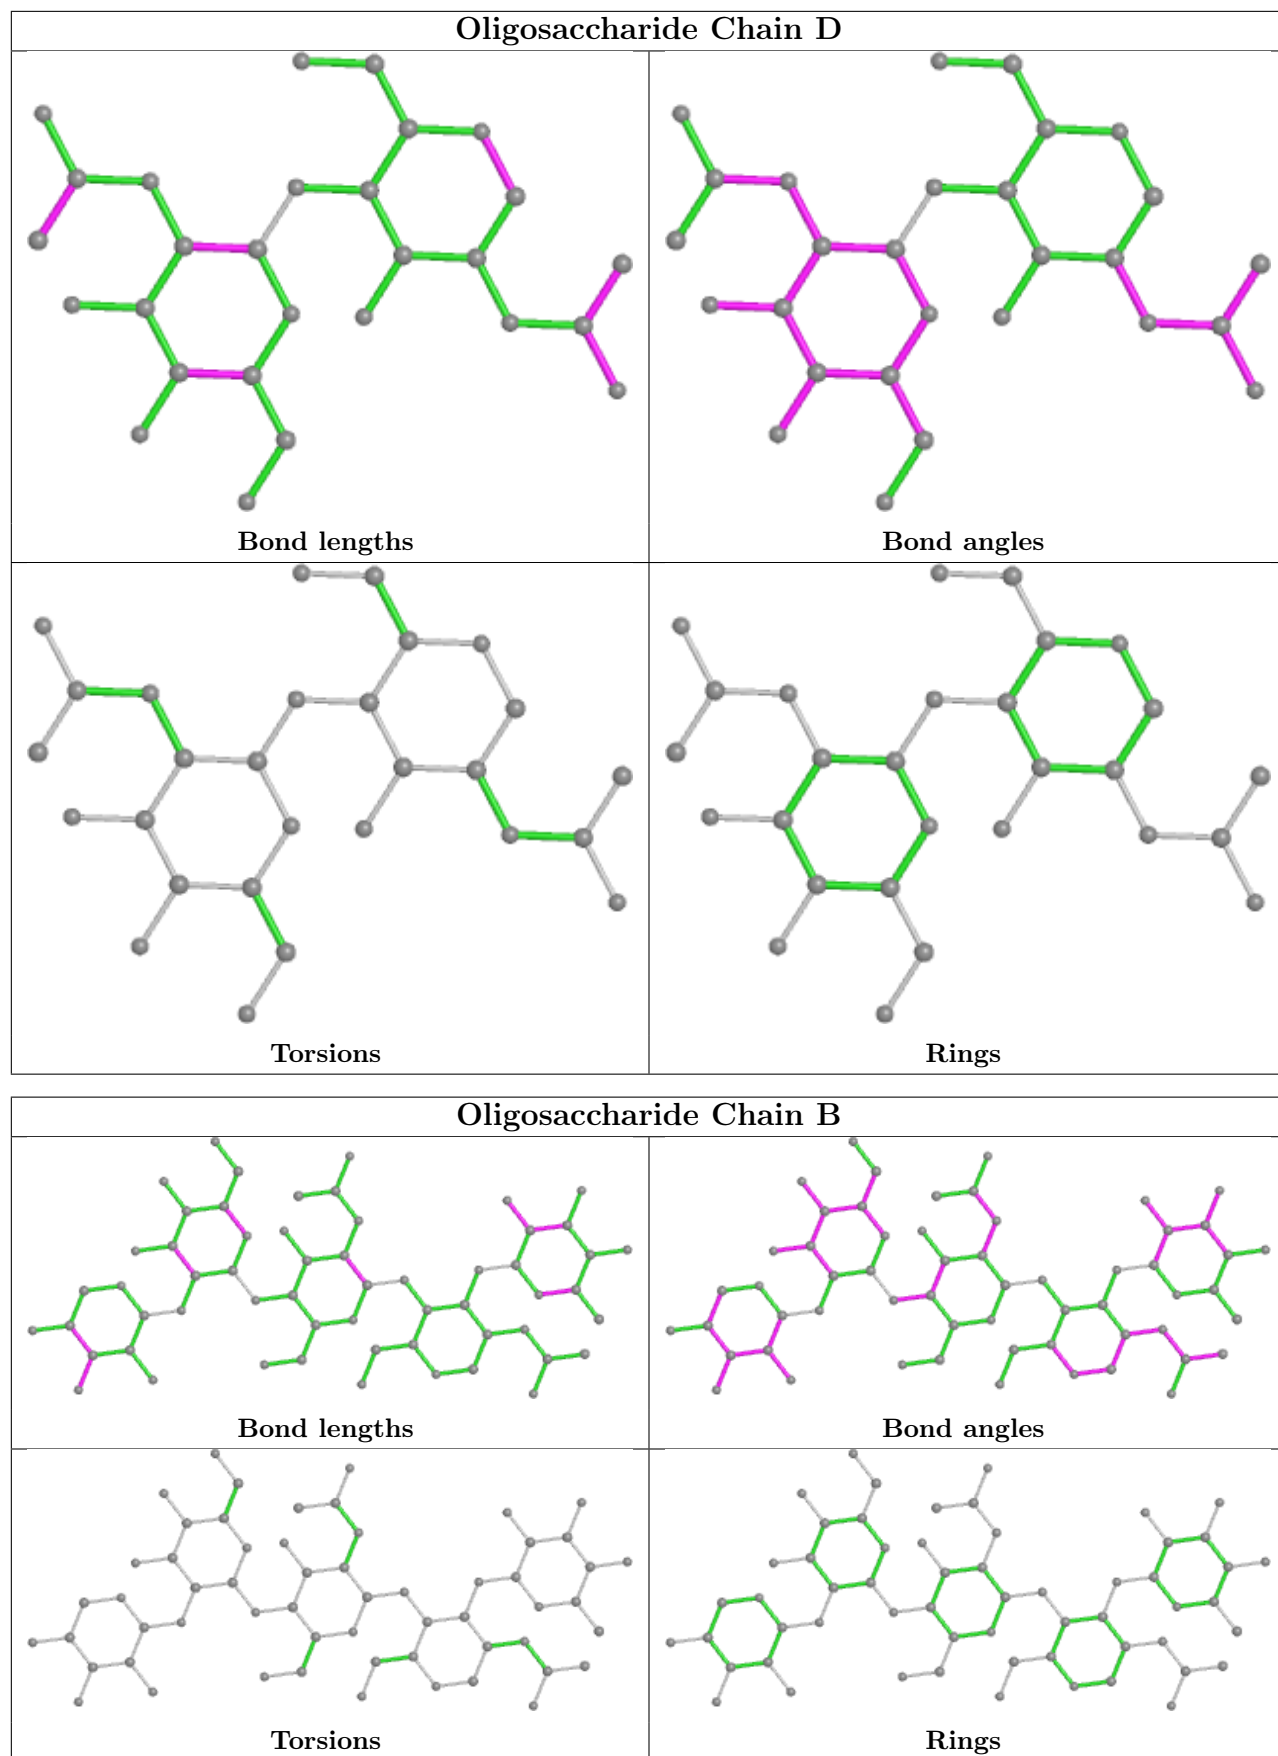 Oligosaccharide Chain D
Bond lengths
Bond angles
Torsions
Rings
Oligosaccharide Chain B
Bond lengths
Bond angles
Torsions
Rings